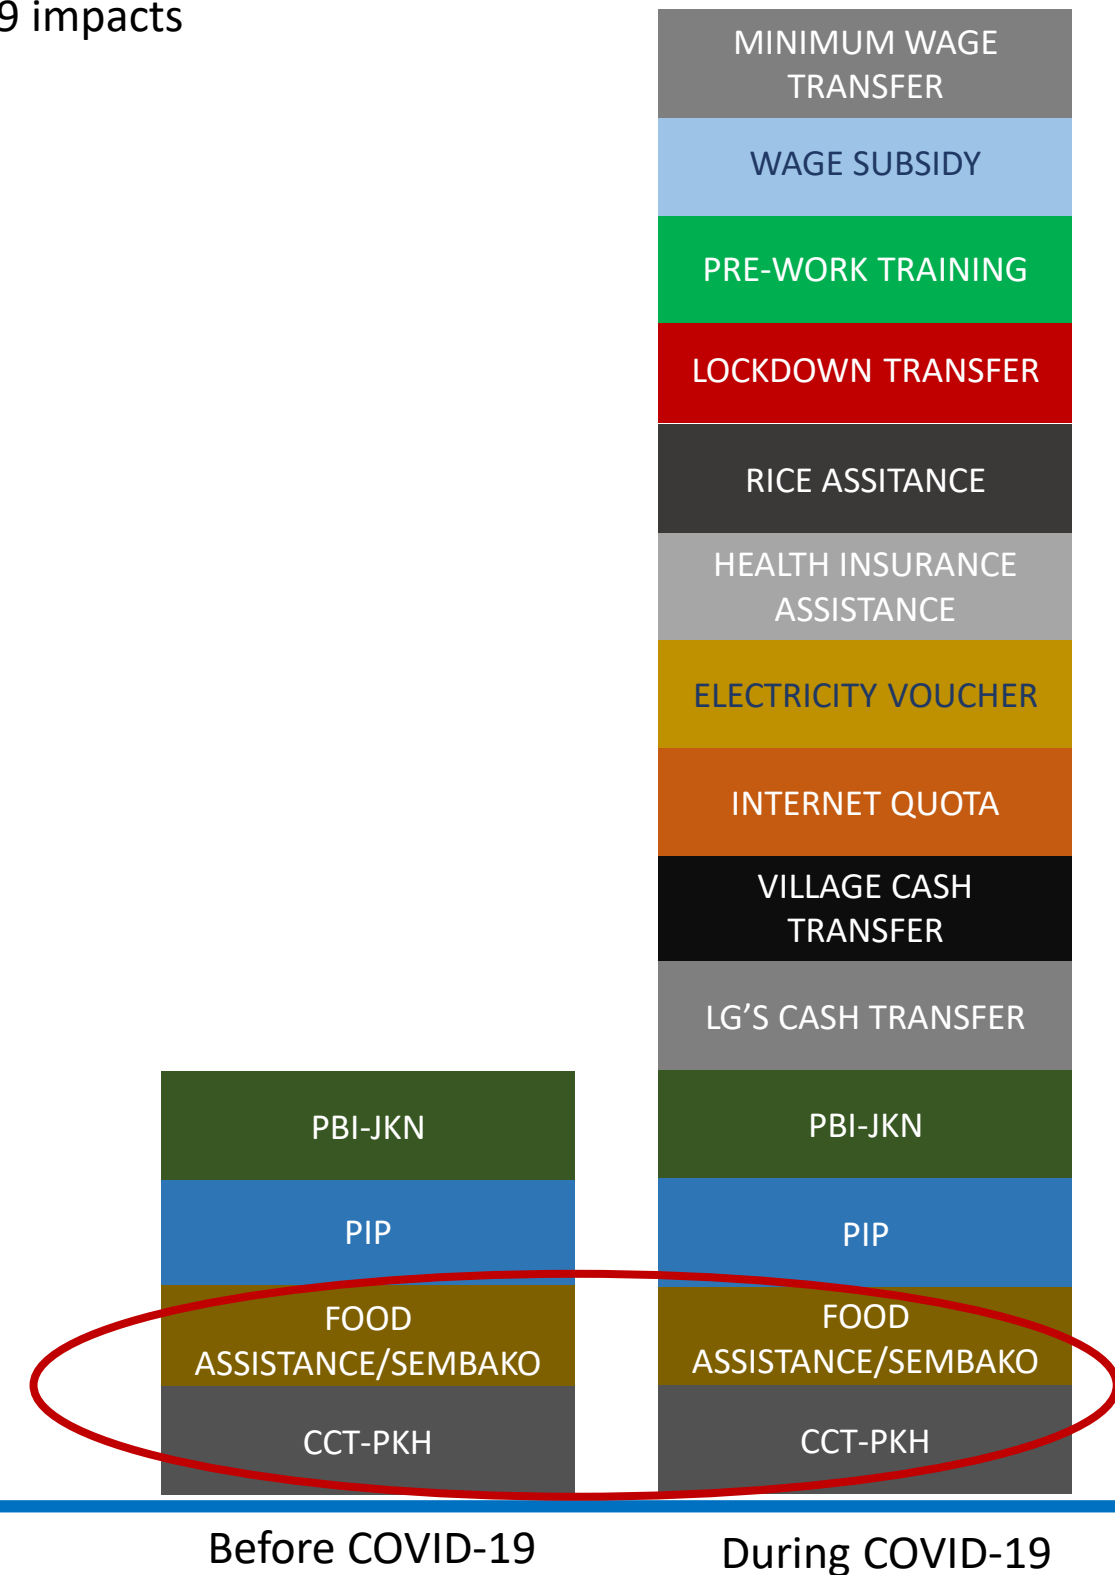 9 impacts
MINIMUM WAGE
TRANSFER
WAGE SUBSIDY
PRE-WORK TRAINING
LOCKDOWN TRANSFER
RICE ASSITANCE
HEALTH INSURANCE
ASSISTANCE
ELECTRICITY VOUCHER
INTERNET QUOTA
VILLAGE CASH
TRANSFER
LG’S CASH TRANSFER
PBI-JKN
PIP
FOOD
ASSISTANCE/SEMBAKO
CCT-PKH
PBI-JKN
PIP
FOOD
ASSISTANCE/SEMBAKO
CCT-PKH
Before COVID-19
During COVID-19